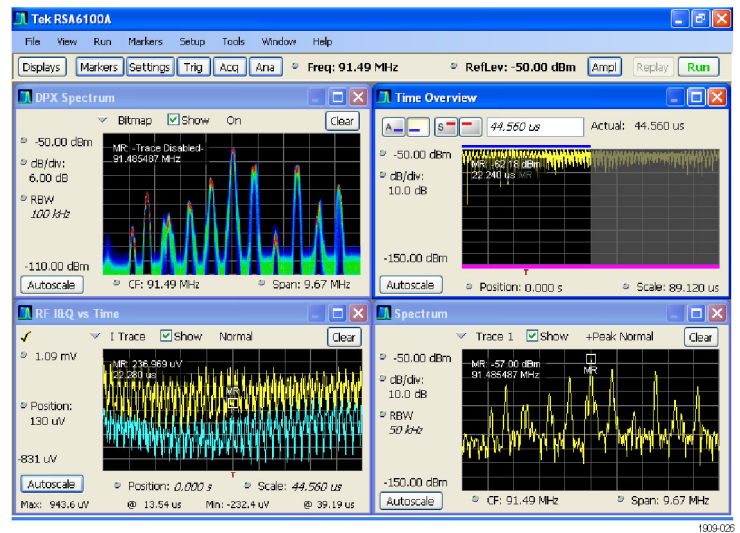 Tek RSA6100A
File View Run Markers Setup Tools Window Help
Displays Markers Settings Trig Acq Ana Freq: 91.49 MHz RefLev: -50.00 dBm Ampl Replay Run
DPX Spectrum
Bitmap Show On Clear
-50.00 dBm
dB/div:
6.00 dB
RBW
100 kHz
-110.00 dBm
MR: -Trace Disabled-
91.485487 MHz
Autoscale CF: 91.49 MHz Span: 9.67 MHz
Time Overview
A S 44.560 us Actual: 44.560 us
-50.00 dBm
dB/div:
10.0 dB
-150.00 dBm
MR: -62.18 dBm
22.240 us MR
T
Autoscale Position: 0.000 s Scale: 89.120 us
RF I&Q vs Time
I Trace Show Normal Clear
1.09 mV
Position:
130 uV
-831 uV
MR: 236.969 uV
22.280 us
MR
T
Autoscale Position: 0.000 s Scale: 44.560 us
Max: 943.6 uV @ 13.54 us Min: -232.4 uV @ 39.19 us
Spectrum
Trace 1 Show +Peak Normal Clear
-50.00 dBm
dB/div:
10.0 dB
RBW
50 kHz
-150.00 dBm
MR: -57.00 dBm
91.485487 MHz
MR
Autoscale CF: 91.49 MHz Span: 9.67 MHz
1909-026